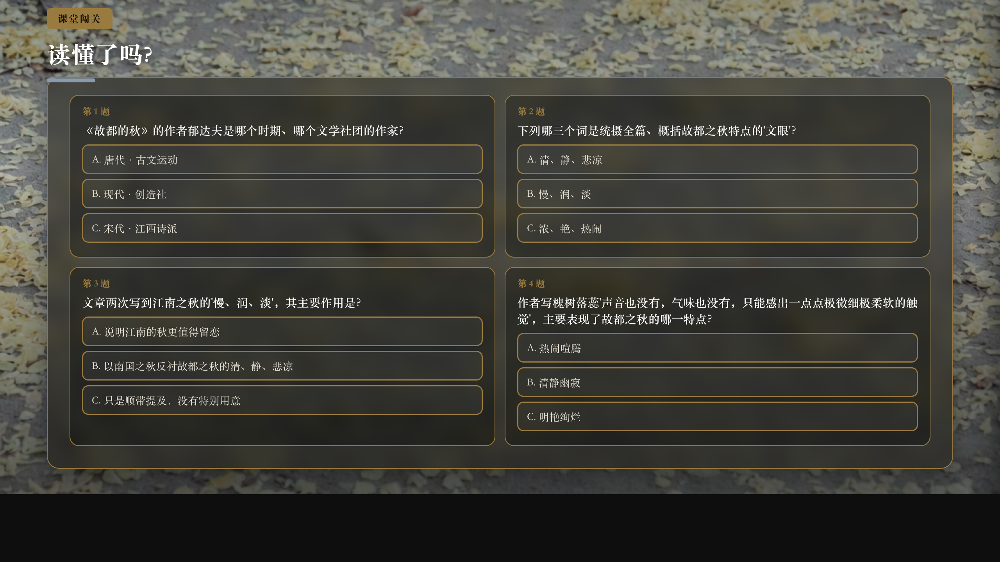 课堂闯关
读懂了吗?
第 1 题
《故都的秋》的作者郁达夫是哪个时期、哪个文学社团的作家?
A. 唐代 · 古文运动
B. 现代 · 创造社
C. 宋代 · 江西诗派
第 2 题
下列哪三个词是统摄全篇、概括故都之秋特点的'文眼'?
A. 清、静、悲凉
B. 慢、润、淡
C. 浓、艳、热闹
第 3 题
文章两次写到江南之秋的'慢、润、淡'，其主要作用是?
A. 说明江南的秋更值得留恋
B. 以南国之秋反衬故都之秋的清、静、悲凉
C. 只是顺带提及，没有特别用意
第 4 题
作者写槐树落蕊'声音也没有，气味也没有，只能感出一点点极微细极柔软的触
觉'，主要表现了故都之秋的哪一特点?
A. 热闹喧腾
B. 清静幽寂
C. 明艳绚烂